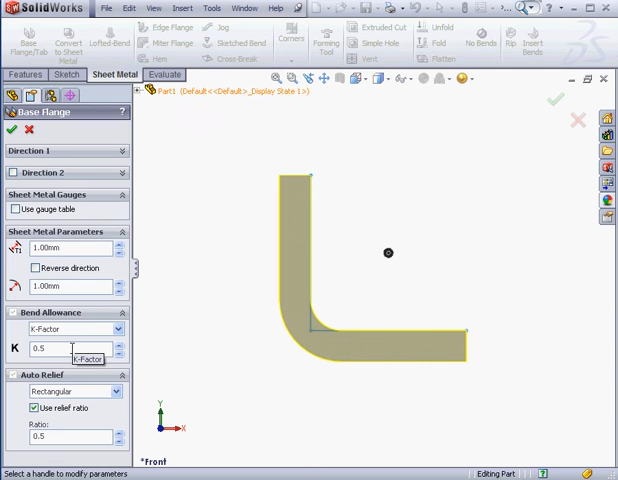 SolidWorks File Edit View Insert Tools Window Help
Base Flange/Tab
Convert to Sheet Metal
Lofted-Bend
Edge Flange
Miter Flange
Hem
Jog
Sketched Bend
Cross-Break
Corners
Forming Tool
Extruded Cut
Simple Hole
Vent
Unfold
Fold
Flatten
No Bends
Rip
Insert Bends
Features Sketch Sheet Metal Evaluate
Part1 (Default<<Default>_Display State 1>)
Base Flange ?
Direction 1
Direction 2
Sheet Metal Gauges
Use gauge table
Sheet Metal Parameters
T1 1.00mm
Reverse direction
1.00mm
Bend Allowance
K-Factor
K 0.5
K-Factor
Auto Relief
Rectangular
Use relief ratio
Ratio:
0.5
Y
X
*Front
Select a handle to modify parameters Editing Part